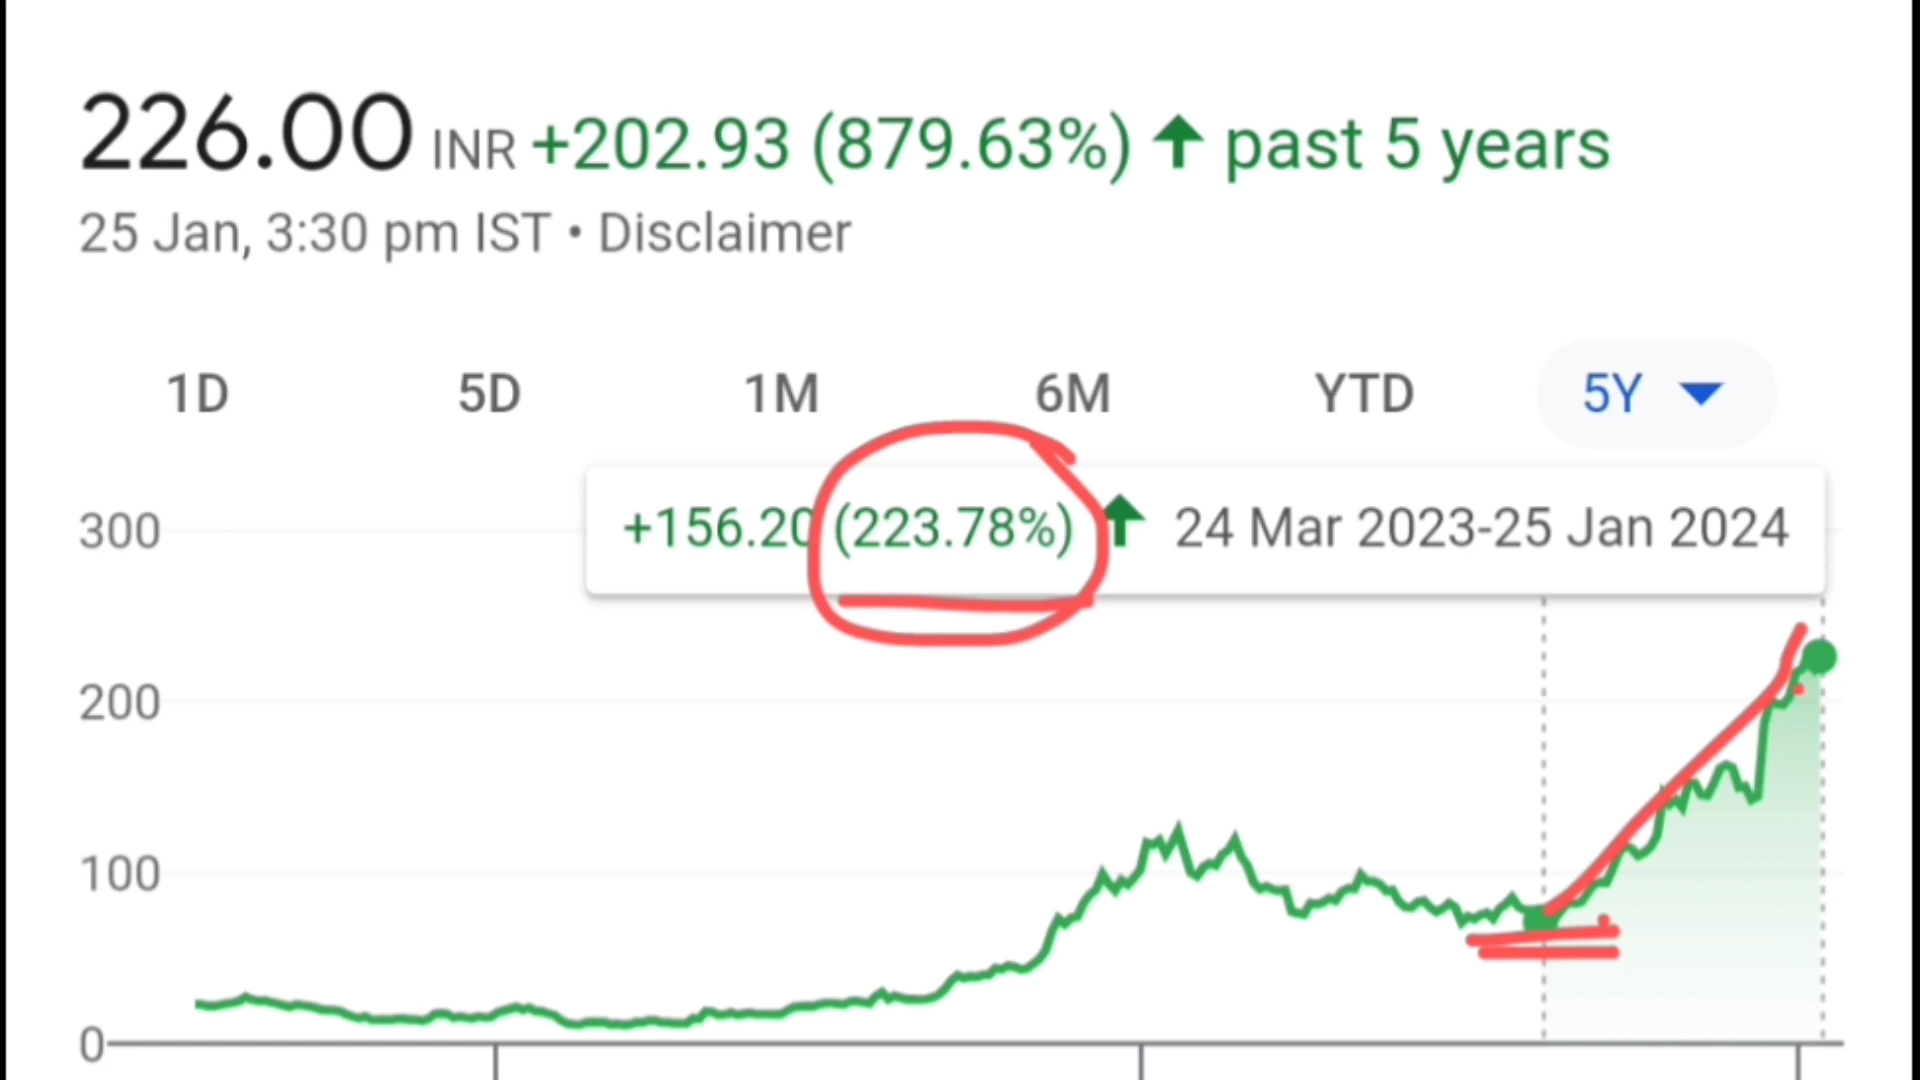 226.00 INR +202.93 (879.63%) ↑ past 5 years
25 Jan, 3:30 pm IST • Disclaimer
1D 5D 1M 6M YTD 5Y
+156.20 (223.78%) ↑ 24 Mar 2023-25 Jan 2024
300
200
100
0